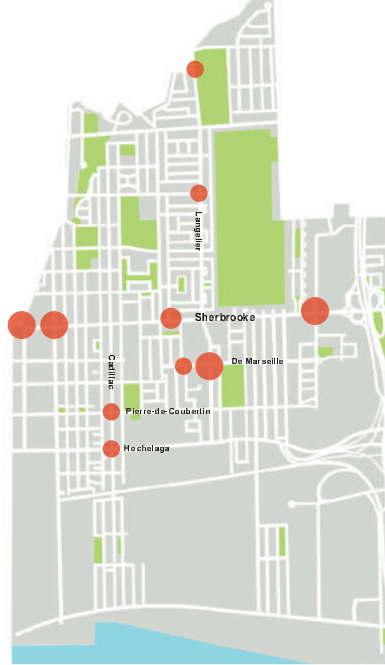 Langelier
Sherbrooke
De Marseille
Cadillac
Pierre-de-Coubertin
Hochelaga